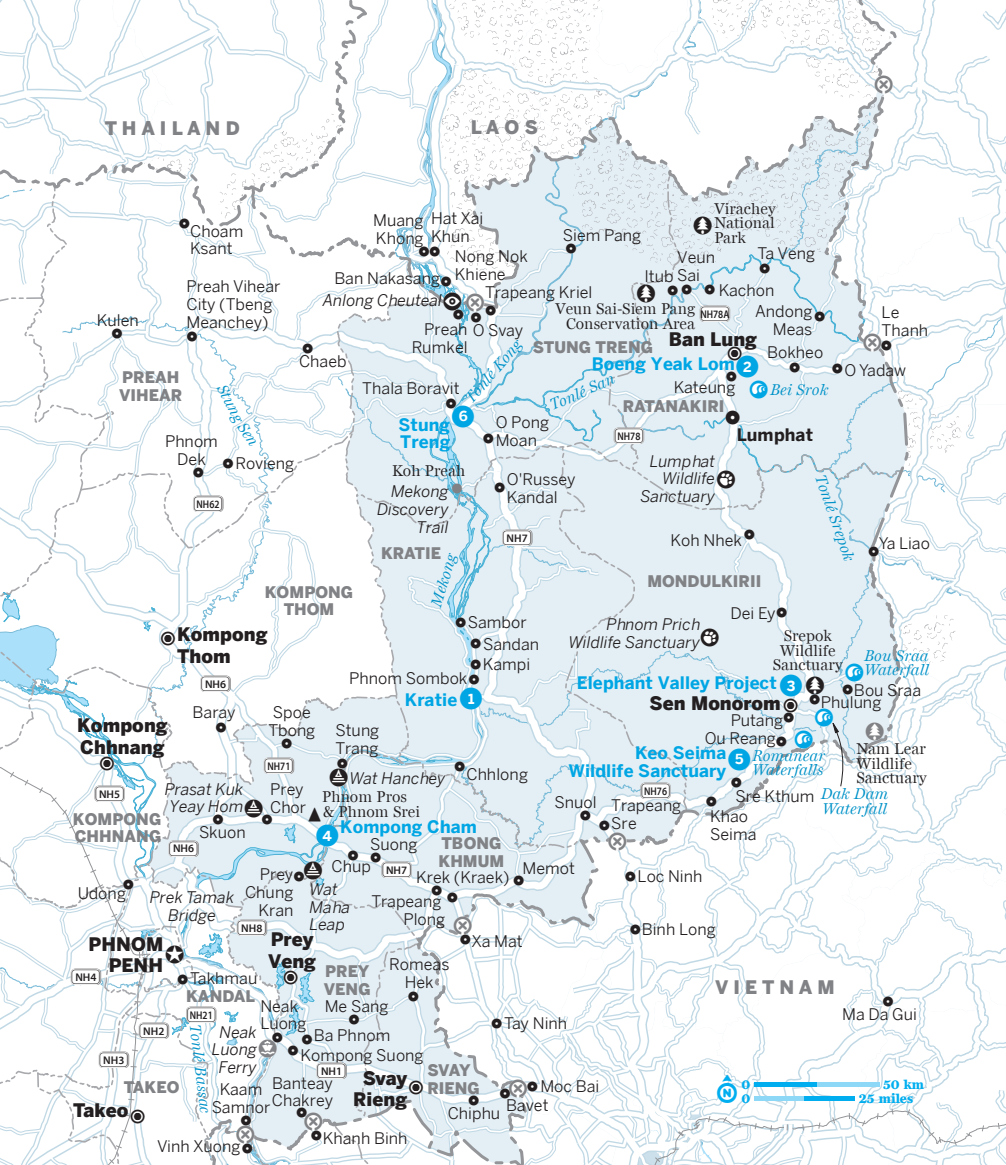 THAILAND
LAOS
Virachey
National
Park
Choam
Ksant
Muang
Khong
Hat Xai
Khun
Nong Nok
Khiene
Siem Pang
Veun
Itub Sai
Ta Veng
Kachon
Ban Nakasang
Anlong Cheuteal
Trapeang Kriel
Veun Sai-Siem Pang
Conservation Area
NH78A
Andong
Meas
Le
Thanh
Preah Vihear
City (Tbeng
Meanchey)
Kulen
Chaeb
Preah
Rumkel
O Svay
STUNG TRENG
Ban Lung
Boeng Yeak Lom
2
Bokheo
O Yadaw
PREAH
VIHEAR
Stung Sen
Thala Boravit
Tonlé Kong
Tonlé San
Kateung
Bei Srok
RATANAKIRI
Stung
Treng
6
O Pong
Moan
NH78
Lumphat
Phnom
Dek
Rovieng
NH62
Koh Preah
Mekong
Discovery
Trail
O'Russey
Kandal
Lumphat
Wildlife
Sanctuary
Tonlé Srepok
NH7
Koh Nhek
Ya Liao
KRATIE
Mekong
KOMPONG
THOM
MONDULKIRII
Dei Ey
Kompong
Thom
Sambor
Sandan
Kampi
Phnom Sombok
Kratie
1
Phnom Prich
Wildlife Sanctuary
Srepok
Wildlife
Sanctuary
Bou Sraa
Waterfall
Elephant Valley Project
3
Bou Sraa
Phulung
Sen Monorom
Putang
Ou Reang
NH6
Baray
Spoe
Tbong
Stung
Trang
Kompong
Chhnang
Keo Seima
Wildlife Sanctuary
5
Romanear
Waterfalls
Nam Lear
Wildlife
Sanctuary
NH71
Wat Hanchey
Chhlong
NH5
Prasat Kuk
Yeay Hom
Prey
Chor
Phnom Pros
& Phnom Srei
NH76
Sre Kthum
Dak Dam
Waterfall
Snuol
Trapeang
Sre
Khao
Seima
KOMPONG
CHHNANG
Skuon
4
Kompong Cham
Suong
TBONG
KHMUM
NH6
Chup
NH7
Krek (Kraek)
Memot
Loc Ninh
Udong
Prek Tamak
Bridge
Prey
Chung
Kran
Wat
Maha
Leap
Trapeang
Plong
NH8
Xa Mat
Binh Long
PHNOM
PENH
Prey
Veng
PREY
VENG
Romeas
Hek
VIETNAM
NH4
Takhmau
KANDAL
NH21
Me Sang
Ma Da Gui
Neak
Luong
NH2
Neak
Luong
Ferry
Ba Phnom
Kompong Suong
Tay Ninh
NH3
Tonlé Bassac
NH1
TAKEO
Kaam
Samnor
Banteay
Chakrey
Svay
Rieng
SVAY
RIENG
Moc Bai
Bavet
Chiphu
Takeo
Vinh Xuong
Khanh Binh
N
0 50 km
0 25 miles